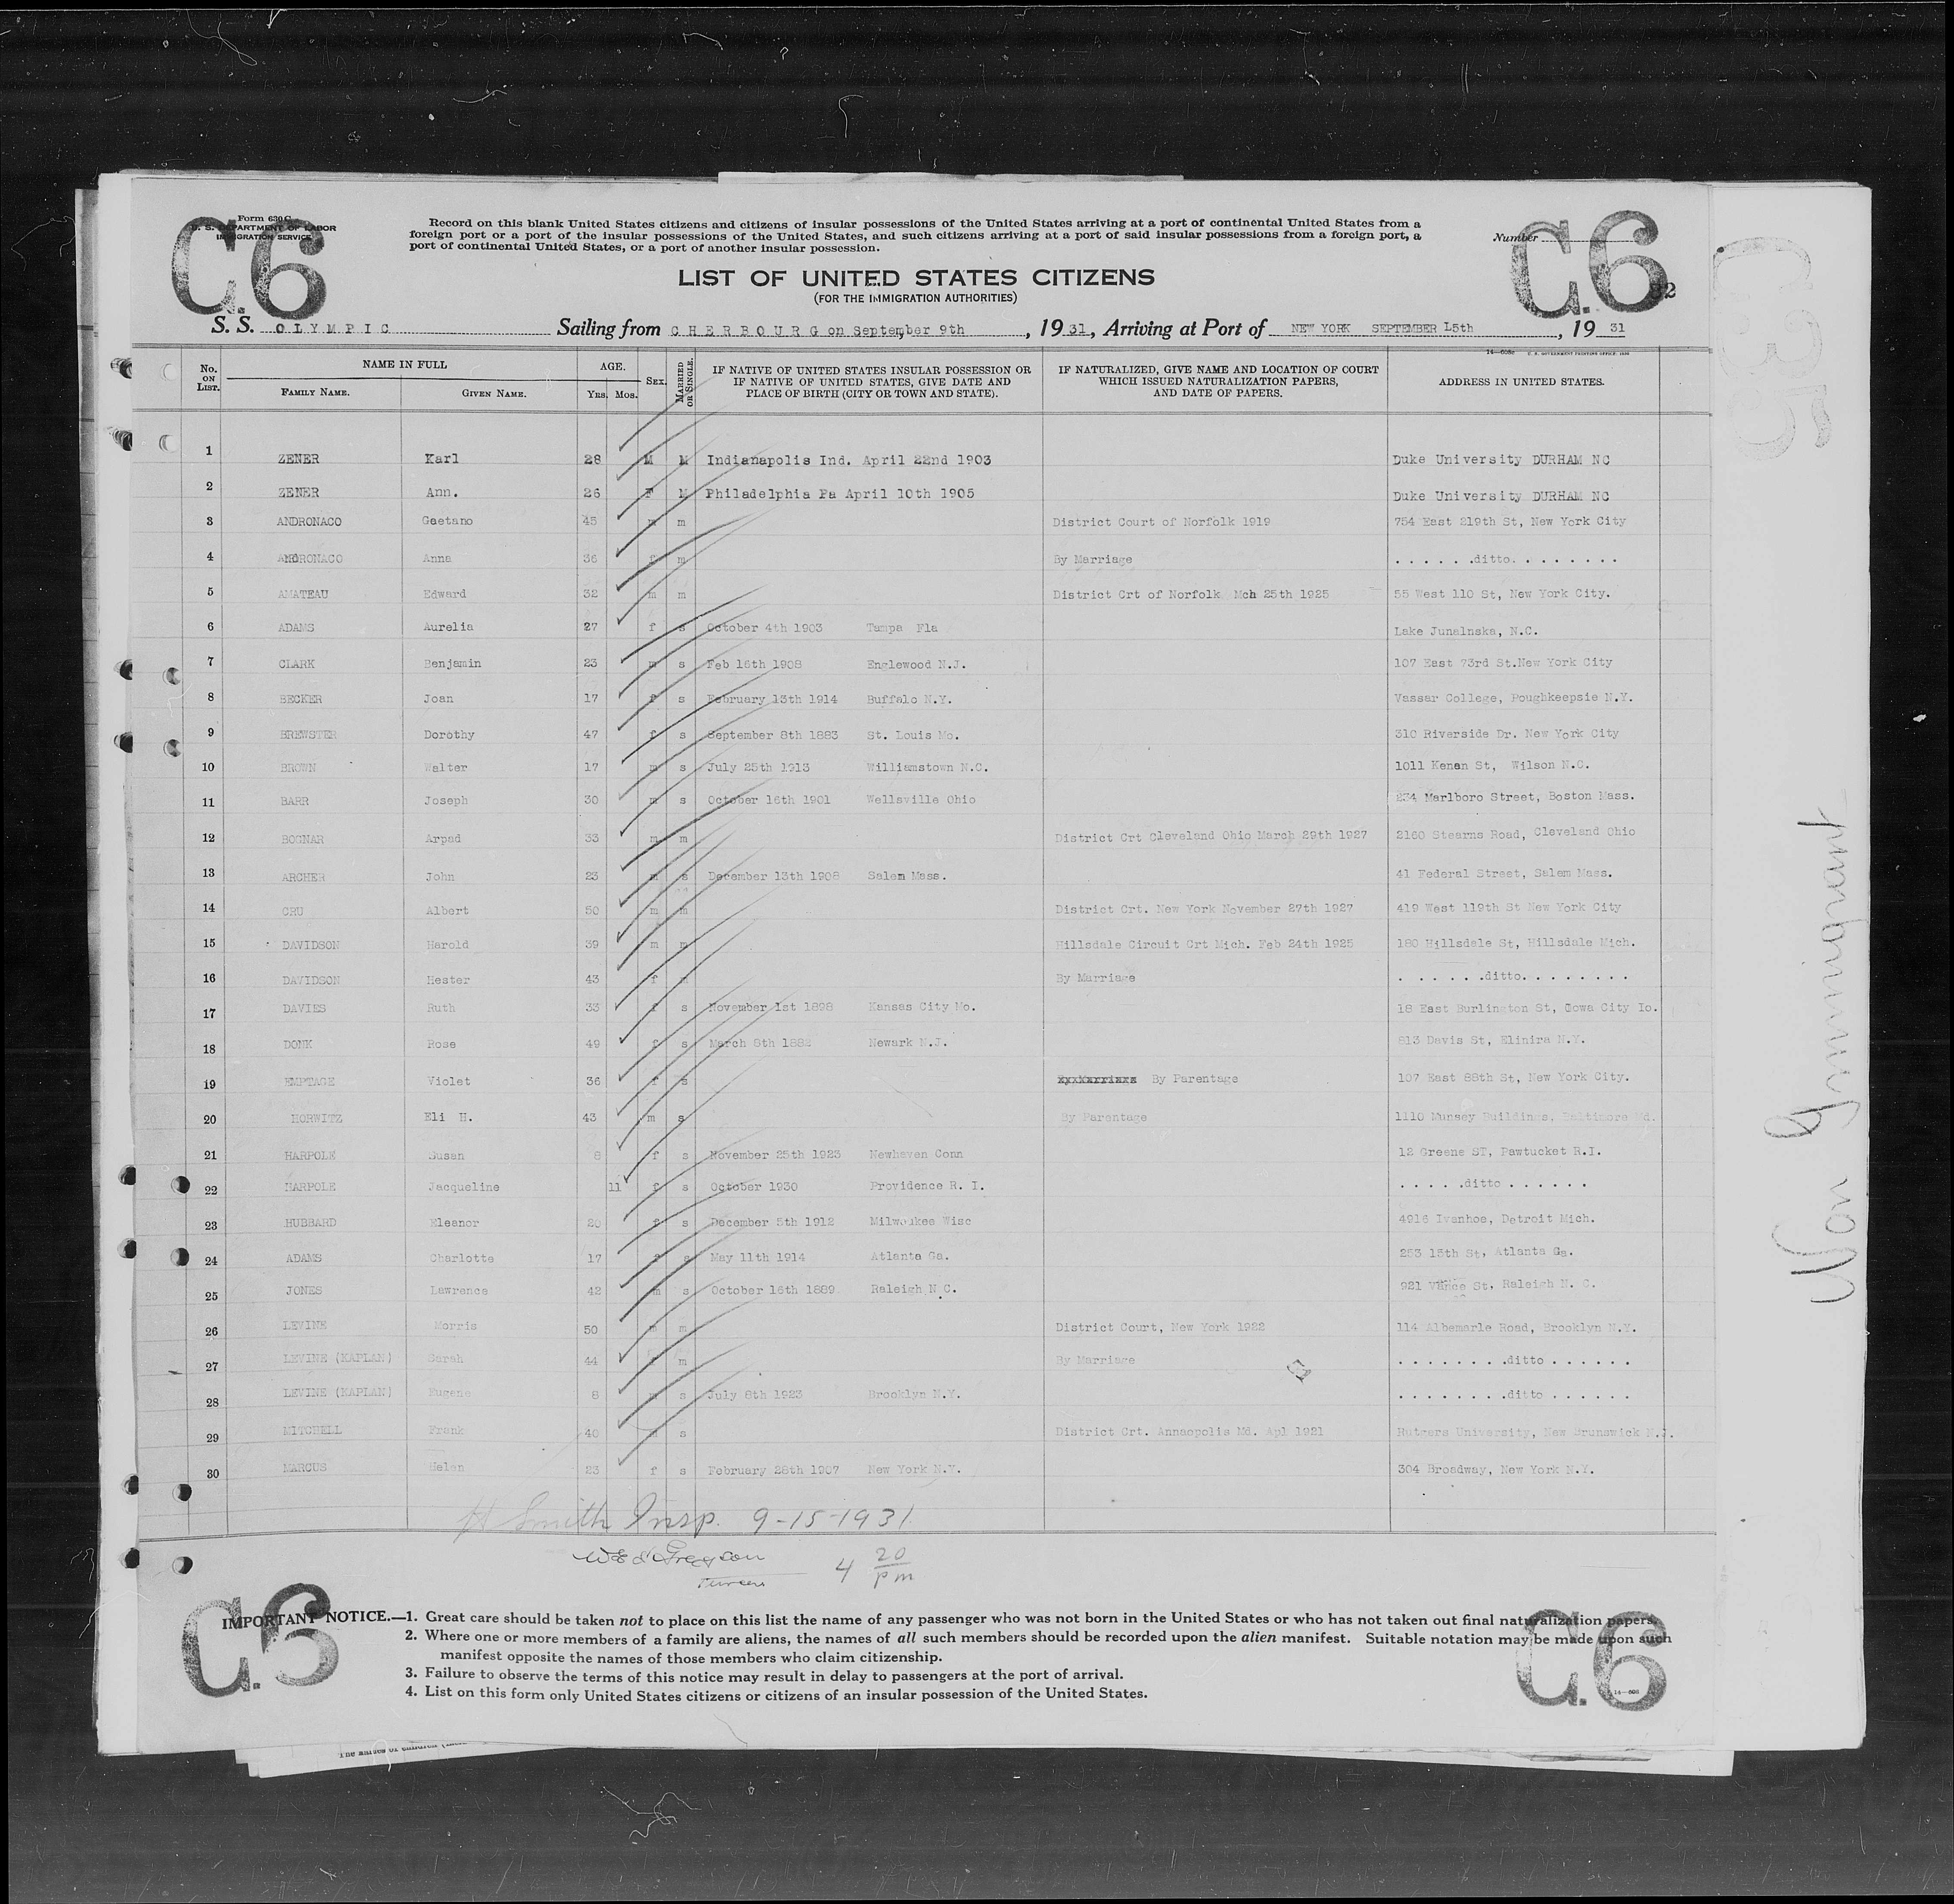 Form 630 C
U. S. DEPARTMENT OF LABOR
IMMIGRATION SERVICE
C.6
C.6
Record on this blank United States citizens and citizens of insular possessions of the United States arriving at a port of continental United States from a
foreign port or a port of the insular possessions of the United States, and such citizens arriving at a port of said insular possessions from a foreign port, a
port of continental United States, or a port of another insular possession.
Number
LIST OF UNITED STATES CITIZENS
(FOR THE IMMIGRATION AUTHORITIES)
S. S. OLYMPIC Sailing from CHERBOURG on September 9th, 1931, Arriving at Port of NEW YORK SEPTEMBER 15th, 19 31
No. ON LIST. NAME IN FULL FAMILY NAME. GIVEN NAME. AGE. Yrs. Mos. SEX. MARRIED OR SINGLE. IF NATIVE OF UNITED STATES INSULAR POSSESSION OR IF NATIVE OF UNITED STATES, GIVE DATE AND PLACE OF BIRTH (CITY OR TOWN AND STATE). IF NATURALIZED, GIVE NAME AND LOCATION OF COURT WHICH ISSUED NATURALIZATION PAPERS, AND DATE OF PAPERS. ADDRESS IN UNITED STATES.
1 ZENER Karl 28 M M Indianapolis Ind. April 22nd 1903 Duke University DURHAM NC
2 ZENER Ann. 26 F M Philadelphia Pa April 10th 1905 Duke University DURHAM NC
3 ANDRONACO Gaetano 45 m m District Court of Norfolk 1919 754 East 219th St, New York City
4 ANDRONACO Anna 36 f m By Marriage . . . . . .ditto. . . . . . . .
5 AMATEAU Edward 32 m m District Crt of Norfolk Mch 25th 1925 55 West 110 St, New York City.
6 ADAMS Aurelia 27 f s October 4th 1903 Tampa Fla Lake Junalnska, N.C.
7 CLARK Benjamin 23 m s Feb 16th 1908 Englewood N.J. 107 East 73rd St.New York City
8 BECKER Joan 17 f s February 13th 1914 Buffalo N.Y. Vassar College, Poughkeepsie N.Y.
9 BREWSTER Dorothy 47 f s September 8th 1883 St. Louis Mo. 310 Riverside Dr. New York City
10 BROWN Walter 17 m s July 25th 1913 Williamstown N.C. 1011 Kenan St, Wilson N.C.
11 BARR Joseph 30 m s October 16th 1901 Wellsville Ohio 234 Marlboro Street, Boston Mass.
12 BOGNAR Arpad 33 m m District Crt Cleveland Ohio March 29th 1927 2160 Stearns Road, Cleveland Ohio
13 ARCHER John 23 m s December 13th 1908 Salem Mass. 41 Federal Street, Salem Mass.
14 CRU Albert 50 m m District Crt. New York November 27th 1927 419 West 119th St New York City
15 DAVIDSON Harold 39 m m Hillsdale Circuit Crt Mich. Feb 24th 1925 180 Hillsdale St, Hillsdale Mich.
16 DAVIDSON Hester 43 f m By Marriage . . . . . .ditto. . . . . . . .
17 DAVIES Ruth 33 f s November 1st 1898 Kansas City Mo. 18 East Burlington St, Gowa City Io.
18 DONK Rose 49 f s March 8th 1882 Newark N.J. 813 Davis St, Elinira N.Y.
19 EMPTAGE Violet 36 f s By Parentage 107 East 88th St, New York City.
20 HORWITZ Eli H. 43 m s By Parentage 1110 Munsey Buildings, Baltimore Md.
21 HARPOLE Susan 8 f s November 25th 1923 Newhaven Conn 12 Greene ST, Pawtucket R.I.
22 HARPOLE Jacqueline 11 f s October 1930 Providence R. I. . . . . .ditto . . . . . .
23 HUBBARD Eleanor 20 f s December 5th 1912 Milwaukee Wisc 4916 Ivanhoe, Detroit Mich.
24 ADAMS Charlotte 17 f s May 11th 1914 Atlanta Ga. 253 15th St, Atlanta Ga.
25 JONES Lawrence 42 m s October 16th 1889 Raleigh N C. 921 Vance St, Raleigh N. C.
26 LEVINE Morris 50 m m District Court, New York 1922 114 Albemarle Road, Brooklyn N.Y.
27 LEVINE (KAPLAN) Sarah 44 f m By Marriage . . . . . . . .ditto . . . . . .
28 LEVINE (KAPLAN) Eugene 8 m s July 8th 1923 Brooklyn N.Y. . . . . . . . .ditto . . . . . .
29 MITCHELL Frank 40 m s District Crt. Annaopolis Md. Apl 1921 Rutgers University, New Brunswick N.J.
30 MARCUS Helen 23 f s February 28th 1907 New York N.Y. 304 Broadway, New York N.Y.
H Smith Insp. 9-15-1931
4 20 pm
IMPORTANT NOTICE.—1. Great care should be taken not to place on this list the name of any passenger who was not born in the United States or who has not taken out final naturalization papers.
2. Where one or more members of a family are aliens, the names of all such members should be recorded upon the alien manifest. Suitable notation may be made upon such
manifest opposite the names of those members who claim citizenship.
3. Failure to observe the terms of this notice may result in delay to passengers at the port of arrival.
4. List on this form only United States citizens or citizens of an insular possession of the United States.
C.6
C.6
Non Immigrant